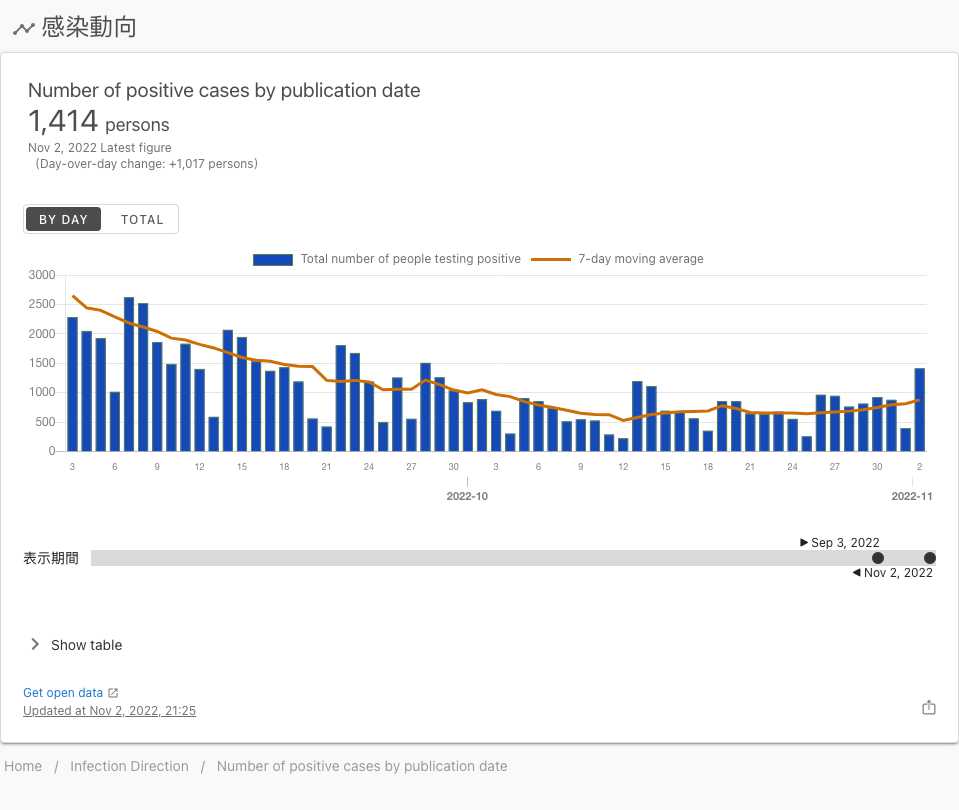 感染動向
Number of positive cases by publication date
1,414 persons
Nov 2, 2022 Latest figure
(Day-over-day change: +1,017 persons)
BY DAY TOTAL
Total number of people testing positive 7-day moving average
3000
2500
2000
1500
1000
500
0
3 6 9 12 15 18 21 24 27 30 3 6 9 12 15 18 21 24 27 30 2
2022-10 2022-11
Sep 3, 2022
表示期間
Nov 2, 2022
Show table
Get open data
Updated at Nov 2, 2022, 21:25
Home / Infection Direction / Number of positive cases by publication date